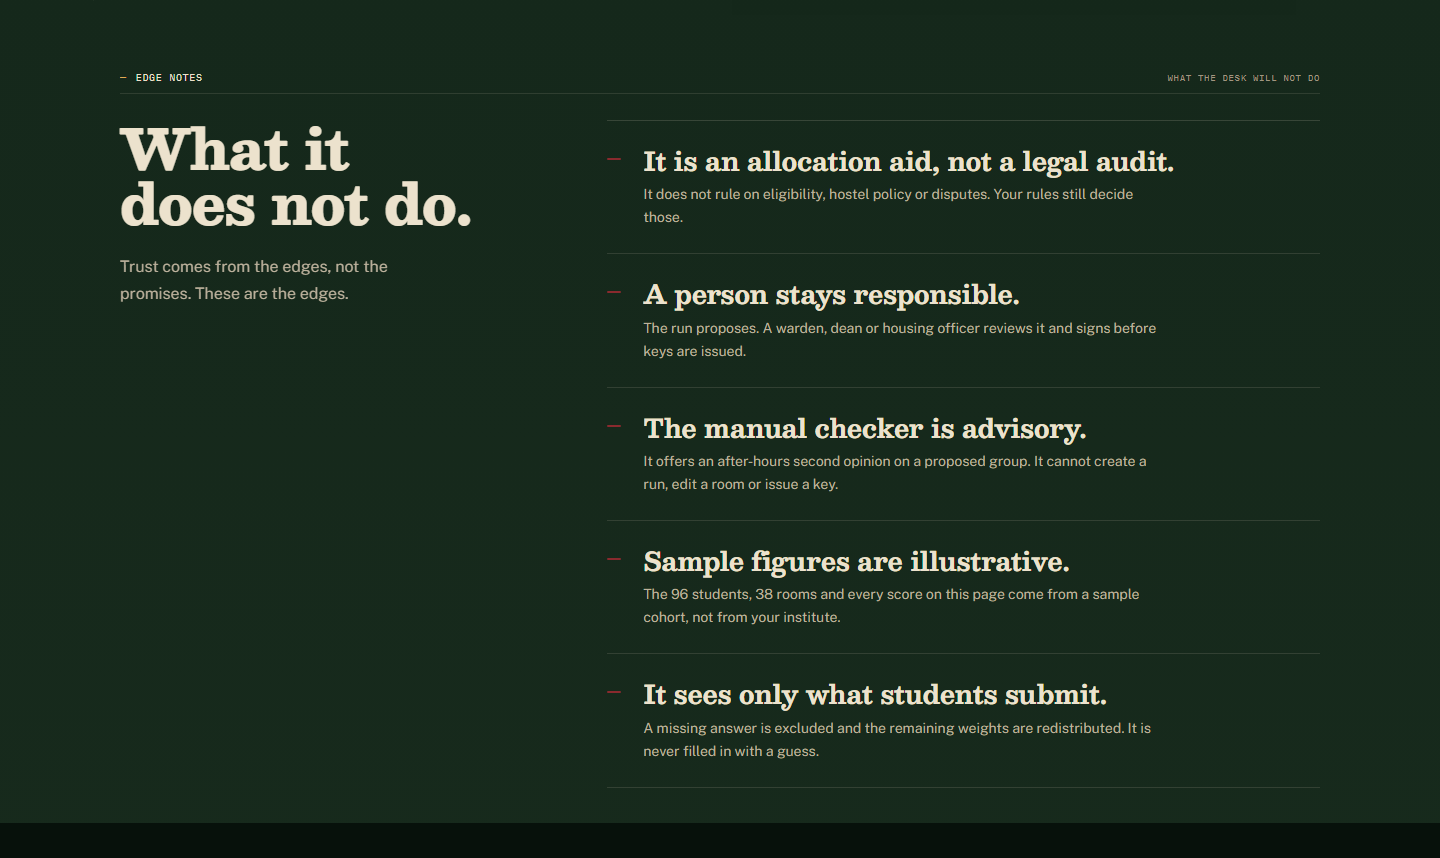 — EDGE NOTES
WHAT THE DESK WILL NOT DO
What it
does not do.
Trust comes from the edges, not the
promises. These are the edges.
— It is an allocation aid, not a legal audit.
It does not rule on eligibility, hostel policy or disputes. Your rules still decide
those.
— A person stays responsible.
The run proposes. A warden, dean or housing officer reviews it and signs before
keys are issued.
— The manual checker is advisory.
It offers an after-hours second opinion on a proposed group. It cannot create a
run, edit a room or issue a key.
— Sample figures are illustrative.
The 96 students, 38 rooms and every score on this page come from a sample
cohort, not from your institute.
— It sees only what students submit.
A missing answer is excluded and the remaining weights are redistributed. It is
never filled in with a guess.